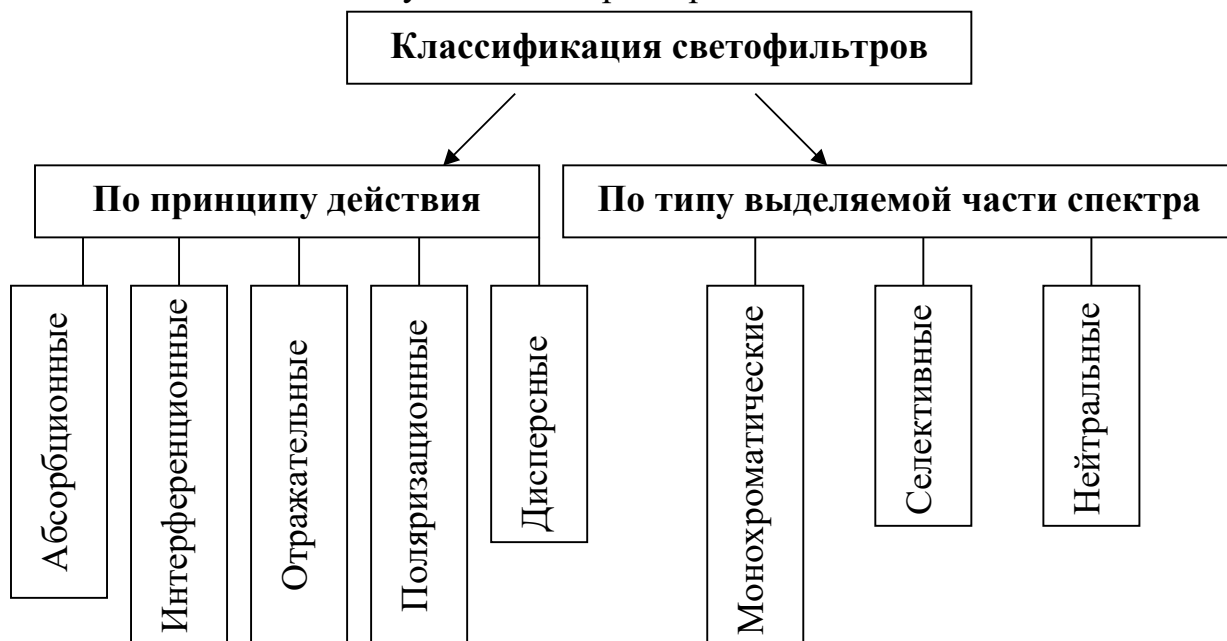 Классификация светофильтров
По принципу действия
По типу выделяемой части спектра
Абсорбционные
Интерференционные
Отражательные
Поляризационные
Дисперсные
Монохроматические
Селективные
Нейтральные